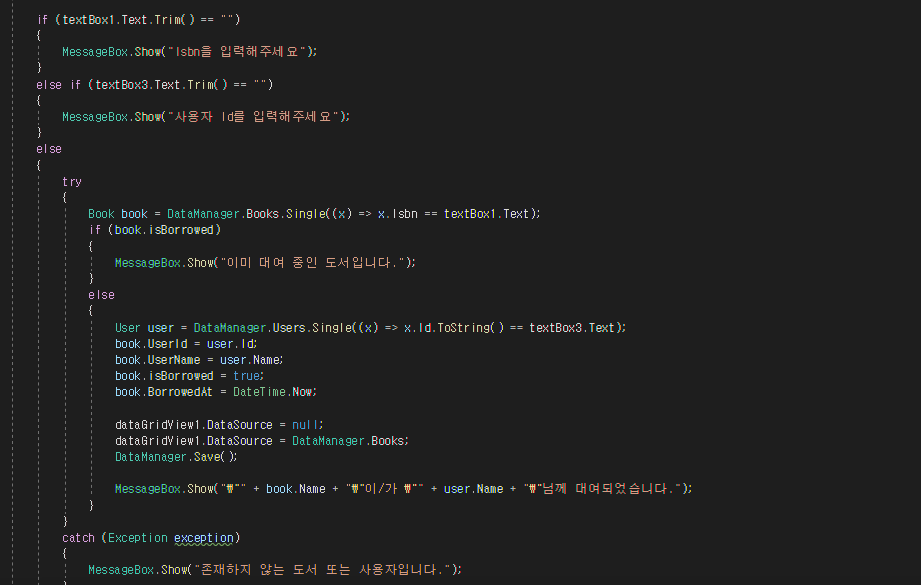 if (textBox1.Text.Trim() == "")
{
MessageBox.Show("Isbn을 입력해주세요");
}
else if (textBox3.Text.Trim() == "")
{
MessageBox.Show("사용자 Id를 입력해주세요");
}
else
{
try
{
Book book = DataManager.Books.Single((x) => x.Isbn == textBox1.Text);
if (book.isBorrowed)
{
MessageBox.Show("이미 대여 중인 도서입니다.");
}
else
{
User user = DataManager.Users.Single((x) => x.Id.ToString() == textBox3.Text);
book.UserId = user.Id;
book.UserName = user.Name;
book.isBorrowed = true;
book.BorrowedAt = DateTime.Now;
dataGridView1.DataSource = null;
dataGridView1.DataSource = DataManager.Books;
DataManager.Save();
MessageBox.Show("₩"" + book.Name + "₩"이/가 ₩"" + user.Name + "₩"님께 대여되었습니다.");
}
}
catch (Exception exception)
{
MessageBox.Show("존재하지 않는 도서 또는 사용자입니다.");